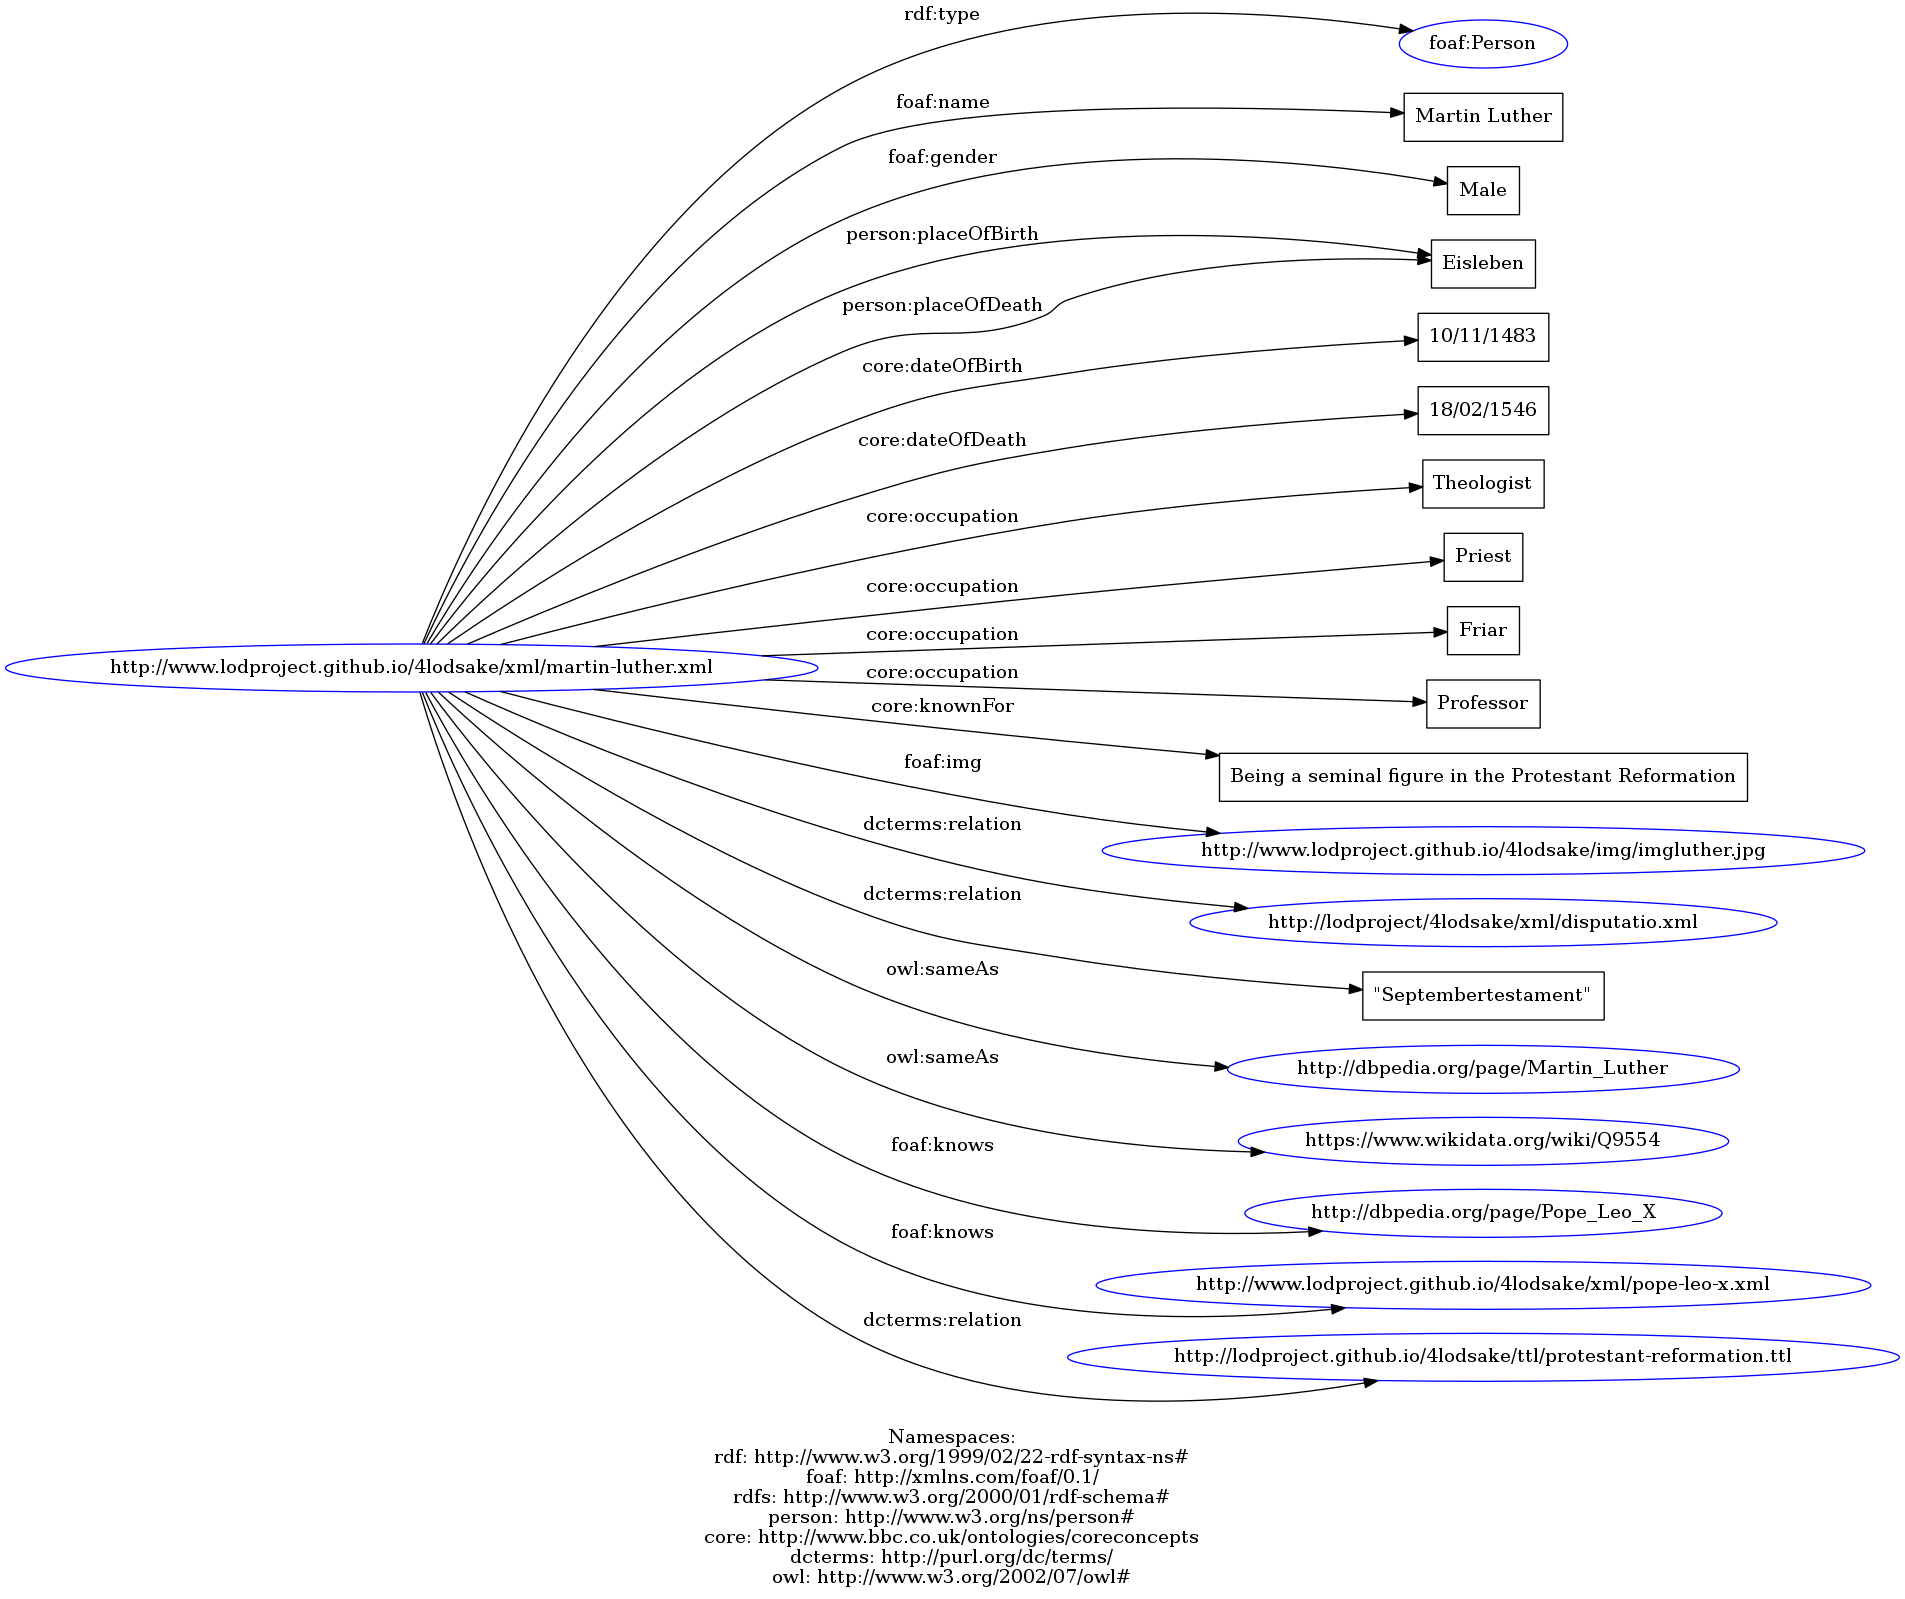 rdf:type
foaf:Person
foaf:name
Martin Luther
foaf:gender
Male
person:placeOfBirth
Eisleben
person:placeOfDeath
core:dateOfBirth
10/11/1483
core:dateOfDeath
18/02/1546
core:occupation
Theologist
core:occupation
Priest
core:occupation
Friar
http://www.lodproject.github.io/4lodsake/xml/martin-luther.xml
core:occupation
Professor
core:knownFor
Being a seminal figure in the Protestant Reformation
foaf:img
http://www.lodproject.github.io/4lodsake/img/imgluther.jpg
dcterms:relation
http://lodproject/4lodsake/xml/disputatio.xml
dcterms:relation
"Septembertestament"
owl:sameAs
http://dbpedia.org/page/Martin_Luther
owl:sameAs
https://www.wikidata.org/wiki/Q9554
foaf:knows
http://dbpedia.org/page/Pope_Leo_X
foaf:knows
http://www.lodproject.github.io/4lodsake/xml/pope-leo-x.xml
dcterms:relation
http://lodproject.github.io/4lodsake/ttl/protestant-reformation.ttl
Namespaces:
rdf: http://www.w3.org/1999/02/22-rdf-syntax-ns#
foaf: http://xmlns.com/foaf/0.1/
rdfs: http://www.w3.org/2000/01/rdf-schema#
person: http://www.w3.org/ns/person#
core: http://www.bbc.co.uk/ontologies/coreconcepts
dcterms: http://purl.org/dc/terms/
owl: http://www.w3.org/2002/07/owl#